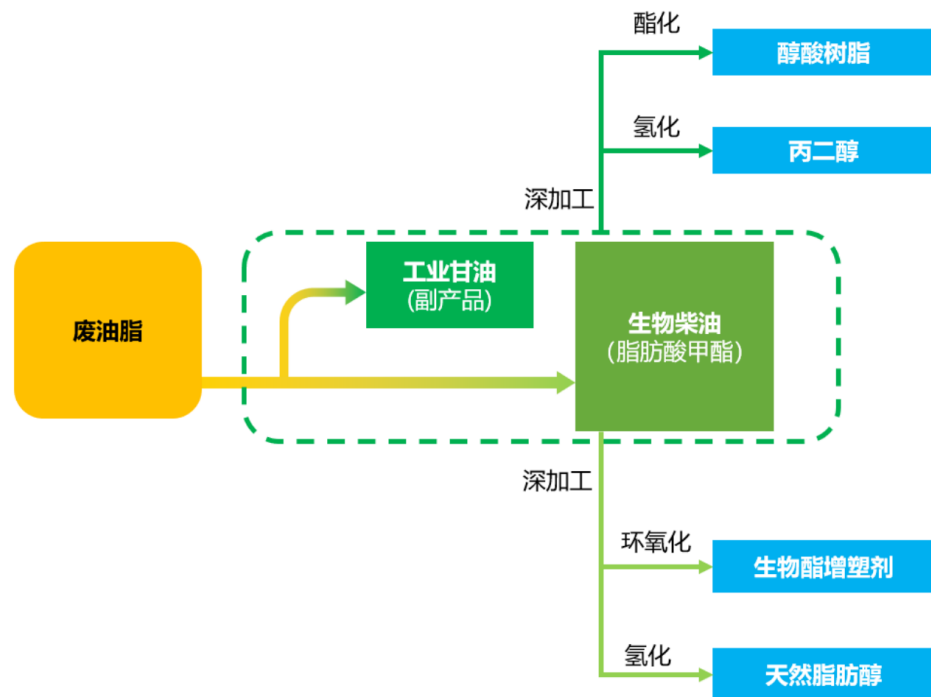 酯化
醇酸树脂
氢化
丙二醇
深加工
工业甘油
(副产品)
废油脂
生物柴油
（脂肪酸甲酯）
深加工
环氧化
生物酯增塑剂
氢化
天然脂肪醇